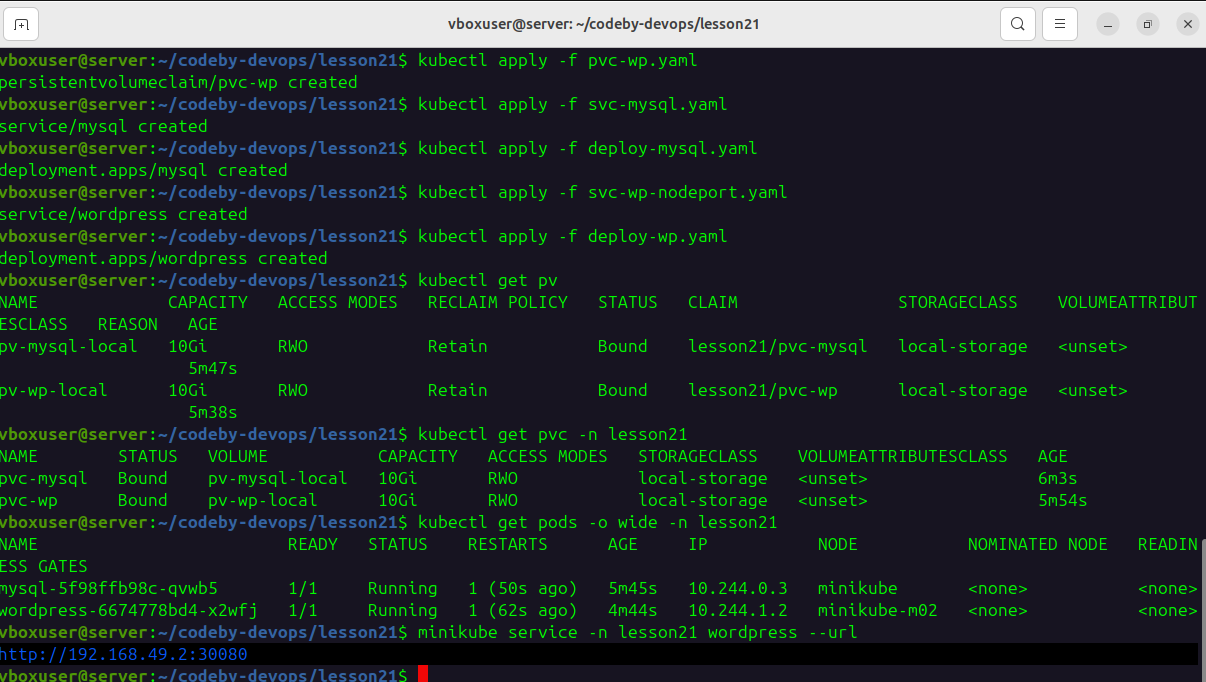 vboxuser@server: ~/codeby-devops/lesson21
vboxuser@server:~/codeby-devops/lesson21$ kubectl apply -f pvc-wp.yaml
persistentvolumeclaim/pvc-wp created
vboxuser@server:~/codeby-devops/lesson21$ kubectl apply -f svc-mysql.yaml
service/mysql created
vboxuser@server:~/codeby-devops/lesson21$ kubectl apply -f deploy-mysql.yaml
deployment.apps/mysql created
vboxuser@server:~/codeby-devops/lesson21$ kubectl apply -f svc-wp-nodeport.yaml
service/wordpress created
vboxuser@server:~/codeby-devops/lesson21$ kubectl apply -f deploy-wp.yaml
deployment.apps/wordpress created
vboxuser@server:~/codeby-devops/lesson21$ kubectl get pv
NAME             CAPACITY   ACCESS MODES   RECLAIM POLICY   STATUS   CLAIM                STORAGECLASS    VOLUMEATTRIBUT
ESCLASS   REASON   AGE
pv-mysql-local   10Gi       RWO            Retain           Bound    lesson21/pvc-mysql   local-storage   <unset>
                   5m47s
pv-wp-local      10Gi       RWO            Retain           Bound    lesson21/pvc-wp      local-storage   <unset>
                   5m38s
vboxuser@server:~/codeby-devops/lesson21$ kubectl get pvc -n lesson21
NAME        STATUS   VOLUME           CAPACITY   ACCESS MODES   STORAGECLASS    VOLUMEATTRIBUTESCLASS   AGE
pvc-mysql   Bound    pv-mysql-local   10Gi       RWO            local-storage   <unset>                 6m3s
pvc-wp      Bound    pv-wp-local      10Gi       RWO            local-storage   <unset>                 5m54s
vboxuser@server:~/codeby-devops/lesson21$ kubectl get pods -o wide -n lesson21
NAME                         READY   STATUS    RESTARTS      AGE     IP           NODE           NOMINATED NODE   READIN
ESS GATES
mysql-5f98ffb98c-qvwb5       1/1     Running   1 (50s ago)   5m45s   10.244.0.3   minikube       <none>           <none>
wordpress-6674778bd4-x2wfj   1/1     Running   1 (62s ago)   4m44s   10.244.1.2   minikube-m02   <none>           <none>
vboxuser@server:~/codeby-devops/lesson21$ minikube service -n lesson21 wordpress --url
http://192.168.49.2:30080
vboxuser@server:~/codeby-devops/lesson21$